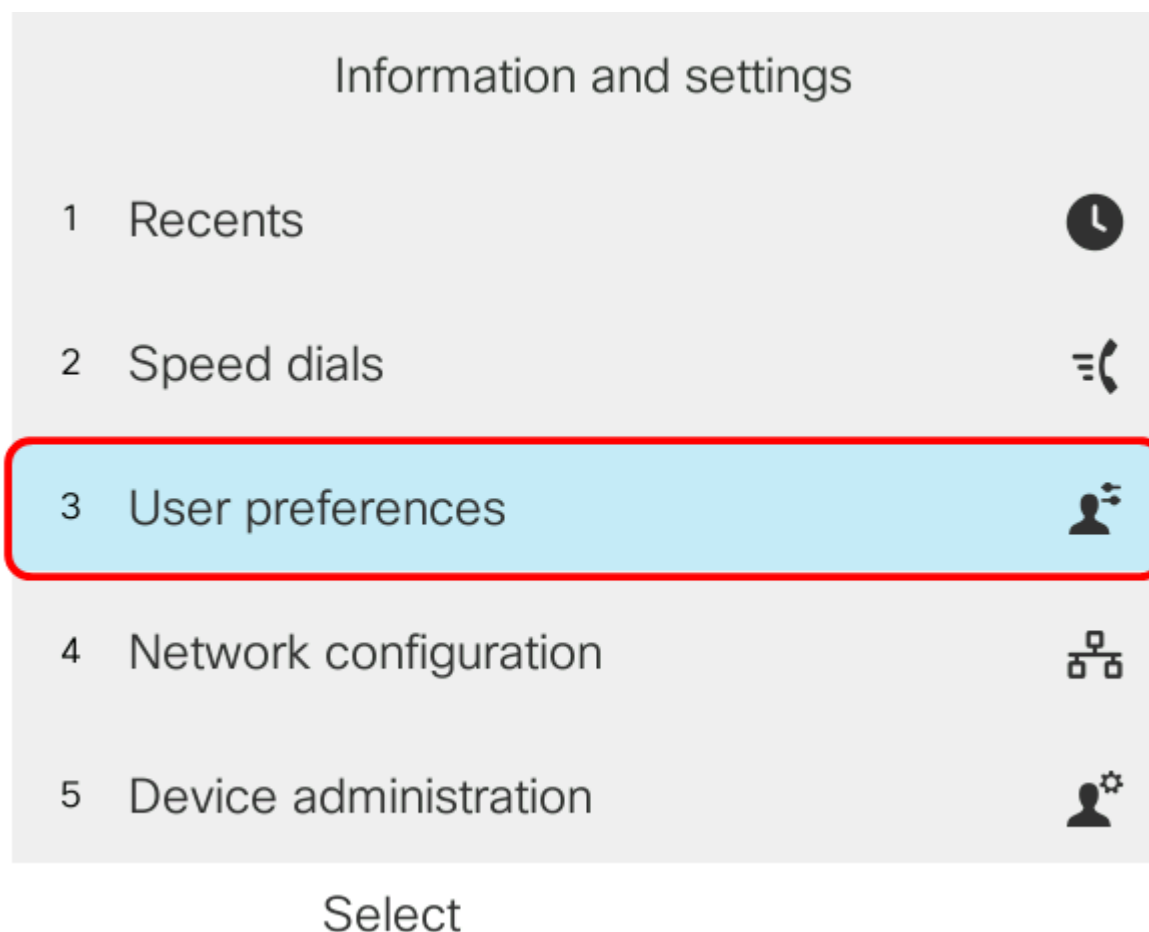 Information and settings
1 Recents
2 Speed dials
3 User preferences
4 Network configuration
5 Device administration
Select